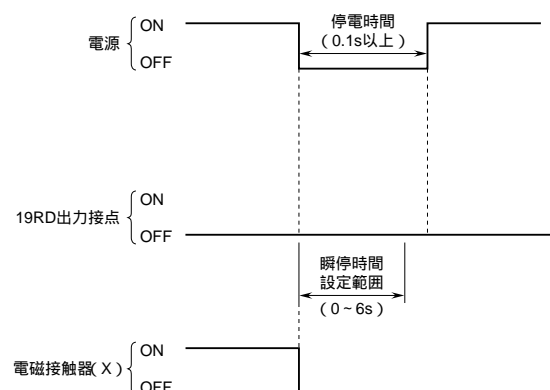 電源
ON
OFF
停電時間
(0.1s以上)
19RD出力接点
ON
OFF
瞬停時間
設定範囲
(0~6s)
電磁接触器(X)
ON
OFF